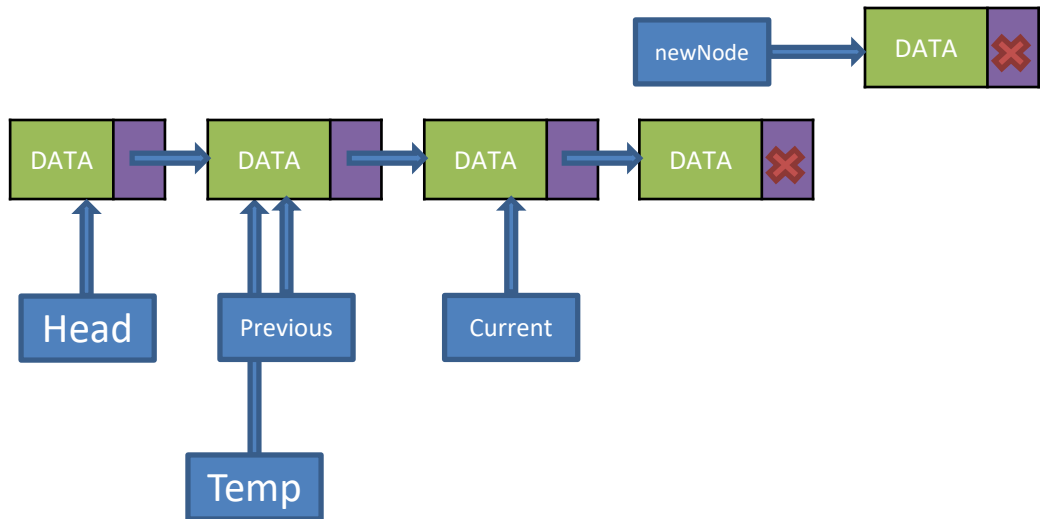 newNode
DATA
DATA
DATA
DATA
DATA
Head
Previous
Current
Temp